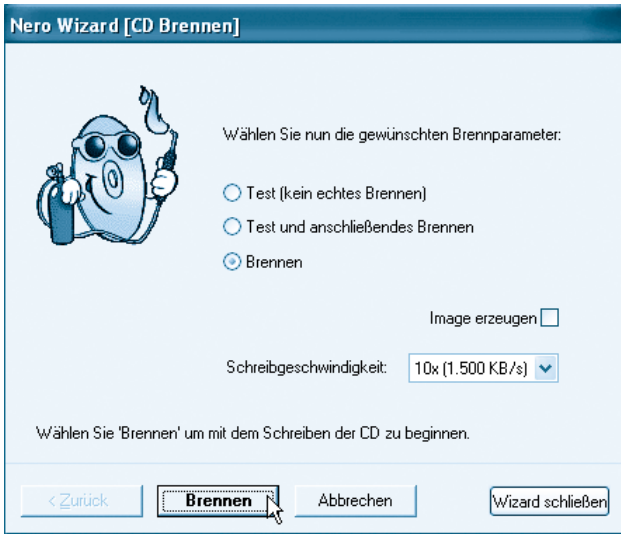 Nero Wizard [CD Brennen]
Wählen Sie nun die gewünschten Brennparameter:
Test (kein echtes Brennen)
Test und anschließendes Brennen
Brennen
Image erzeugen
Schreibgeschwindigkeit: 10x (1.500 KB/s)
Wählen Sie 'Brennen' um mit dem Schreiben der CD zu beginnen.
< Zurück Brennen Abbrechen Wizard schließen